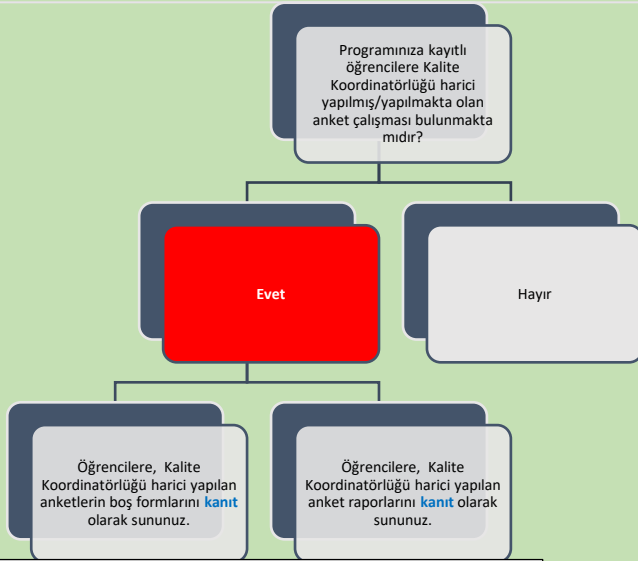 Programınıza kayıtlı
öğrencilere Kalite
Koordinatörlüğü harici
yapılmış/yapılmakta olan
anket çalışması bulunmakta
mıdır?
Evet
Hayır
Öğrencilere, Kalite
Koordinatörlüğü harici yapılan
anketlerin boş formlarını kanıt
olarak sununuz.
Öğrencilere, Kalite
Koordinatörlüğü harici yapılan
anket raporlarını kanıt olarak
sununuz.